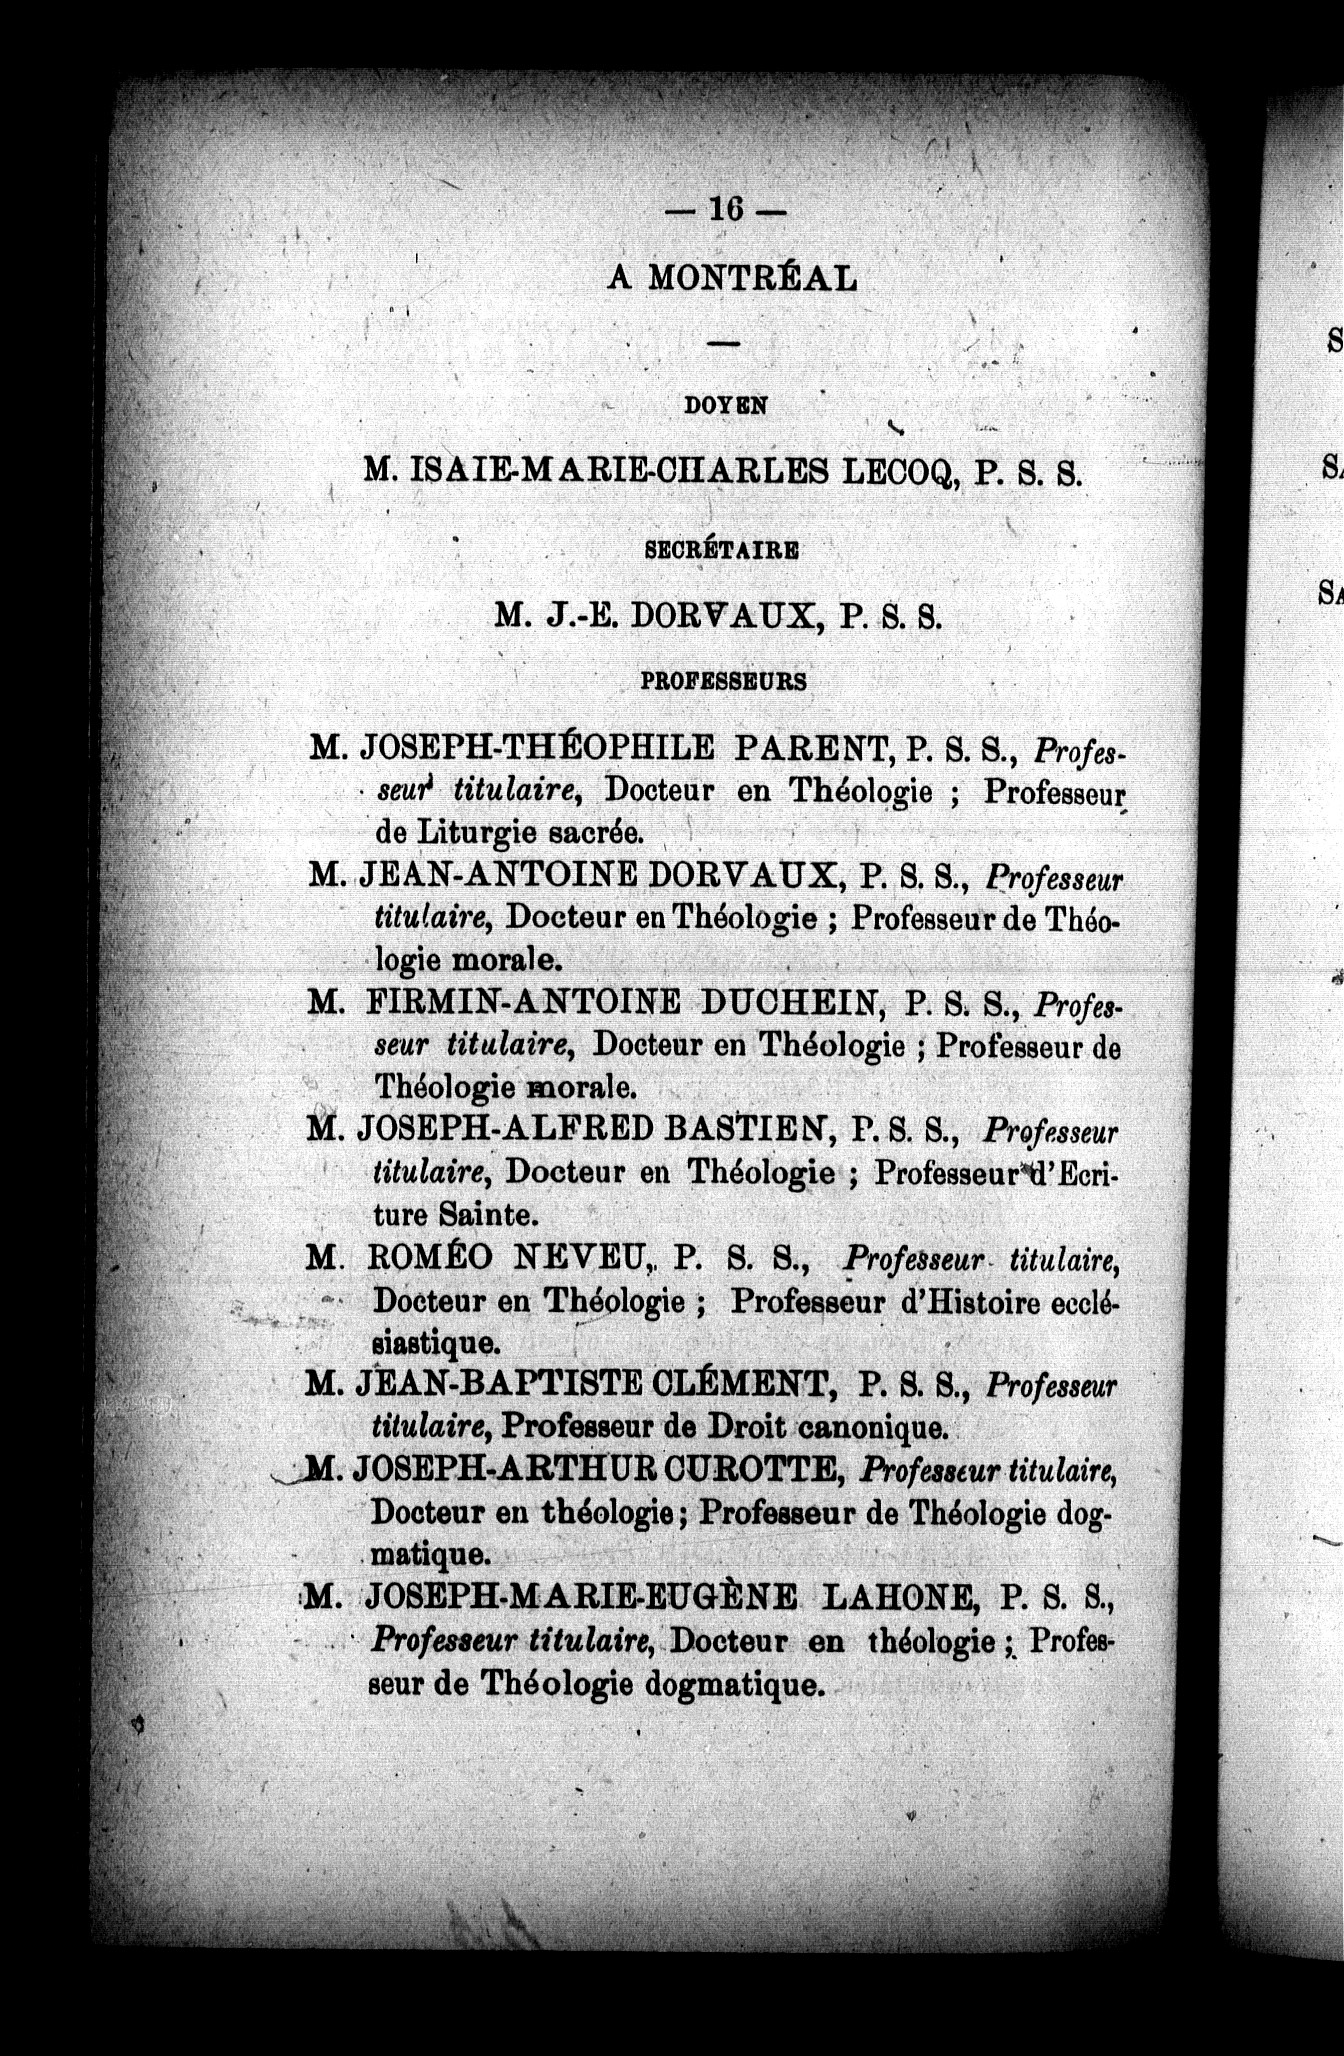 — 16 —
A MONTRÉAL
DOYEN
M. ISAIE-MARIE-CHARLES LECOQ, P. S. S.
SECRÉTAIRE
M. J.-E. DORVAUX, P. S. S.
PROFESSEURS
M. JOSEPH-THÉOPHILE PARENT, P. S. S., Profes-
seur titulaire, Docteur en Théologie ; Professeur
de Liturgie sacrée.
M. JEAN-ANTOINE DORVAUX, P. S. S., Professeur
titulaire, Docteur en Théologie ; Professeur de Théo-
logie morale.
M. FIRMIN-ANTOINE DUCHEIN, P. S. S., Profes-
seur titulaire, Docteur en Théologie ; Professeur de
Théologie morale.
M. JOSEPH-ALFRED BASTIEN, P. S. S., Professeur
titulaire, Docteur en Théologie ; Professeur d'Ecri-
ture Sainte.
M. ROMÉO NEVEU, P. S. S., Professeur titulaire,
Docteur en Théologie ; Professeur d'Histoire ecclé-
siastique.
M. JEAN-BAPTISTE CLÉMENT, P. S. S., Professeur
titulaire, Professeur de Droit canonique.
M. JOSEPH-ARTHUR CUROTTE, Professeur titulaire,
Docteur en théologie ; Professeur de Théologie dog-
matique.
M. JOSEPH-MARIE-EUGÈNE LAHONE, P. S. S.,
Professeur titulaire, Docteur en théologie ; Profes-
seur de Théologie dogmatique.